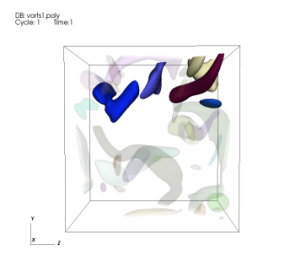 DB: vorts1.poly
Cycle: 1 Time:1
Y
X Z